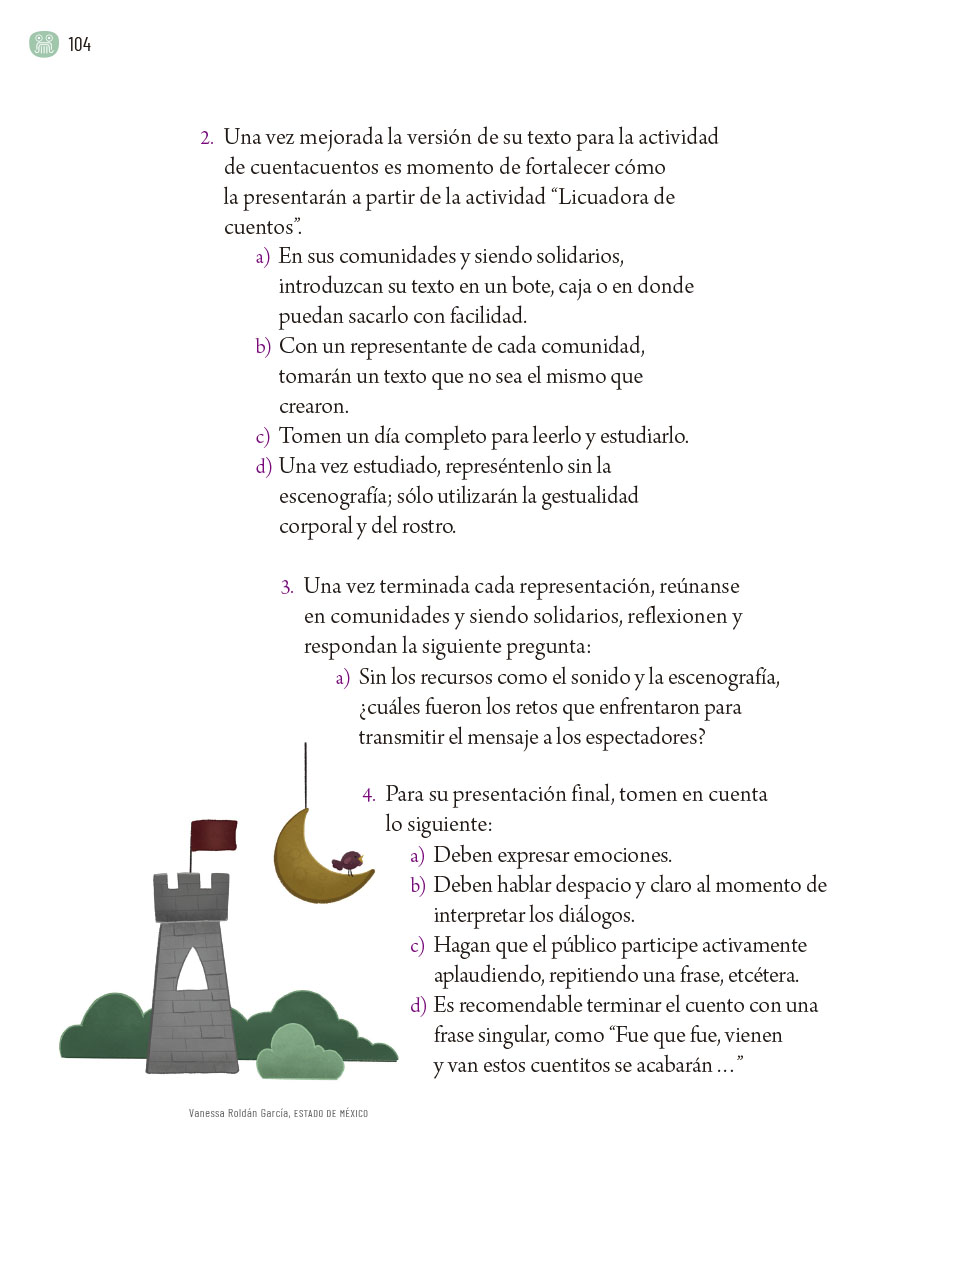 104
2. Una vez mejorada la versión de su texto para la actividad
de cuentacuentos es momento de fortalecer cómo
la presentarán a partir de la actividad “Licuadora de
cuentos”.
a) En sus comunidades y siendo solidarios,
introduzcan su texto en un bote, caja o en donde
puedan sacarlo con facilidad.
b) Con un representante de cada comunidad,
tomarán un texto que no sea el mismo que
crearon.
c) Tomen un día completo para leerlo y estudiarlo.
d) Una vez estudiado, represéntenlo sin la
escenografía; sólo utilizarán la gestualidad
corporal y del rostro.
3. Una vez terminada cada representación, reúnanse
en comunidades y siendo solidarios, reflexionen y
respondan la siguiente pregunta:
a) Sin los recursos como el sonido y la escenografía,
¿cuáles fueron los retos que enfrentaron para
transmitir el mensaje a los espectadores?
4. Para su presentación final, tomen en cuenta
lo siguiente:
a) Deben expresar emociones.
b) Deben hablar despacio y claro al momento de
interpretar los diálogos.
c) Hagan que el público participe activamente
aplaudiendo, repitiendo una frase, etcétera.
d) Es recomendable terminar el cuento con una
frase singular, como “Fue que fue, vienen
y van estos cuentitos se acabarán …”
Vanessa Roldán García, ESTADO DE MÉXICO